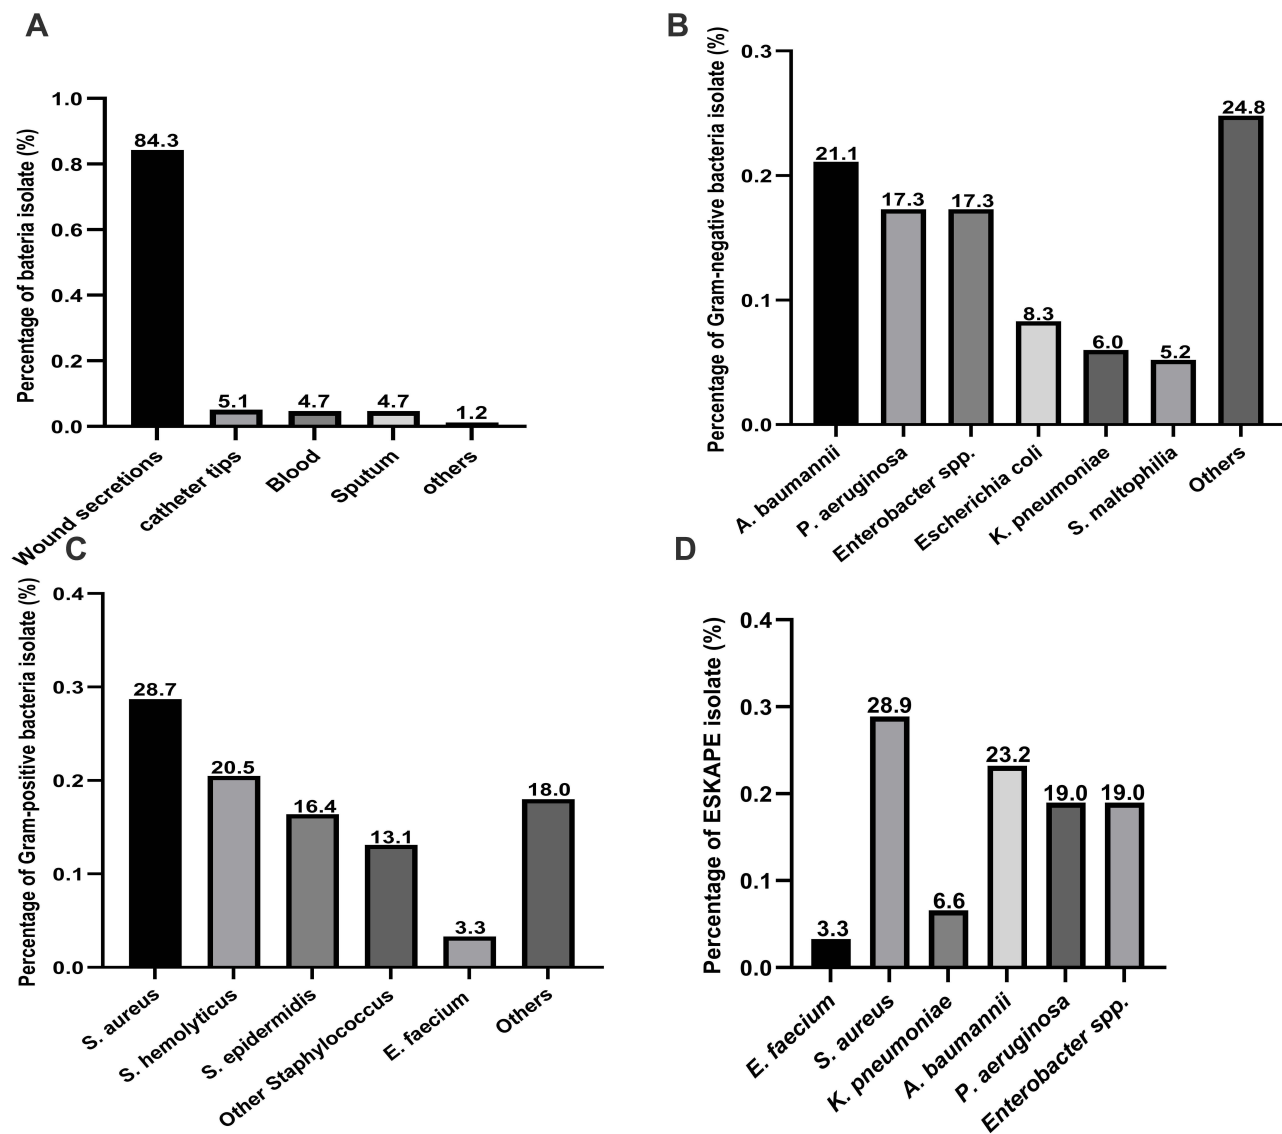 A
Percentage of bateria isolate (%)
1.0
0.8
0.6
0.4
0.2
0.0
84.3
5.1
4.7
4.7
1.2
Wound secretions
catheter tips
Blood
Sputum
others
B
Percentage of Gram-negative bacteria isolate (%)
0.3
0.2
0.1
0.0
21.1
17.3
17.3
8.3
6.0
5.2
24.8
A. baumannii
P. aeruginosa
Enterobacter spp.
Escherichia coli
K. pneumoniae
S. maltophilia
Others
C
Percentage of Gram-positive bacteria isolate (%)
0.4
0.3
0.2
0.1
0.0
28.7
20.5
16.4
13.1
3.3
18.0
S. aureus
S. hemolyticus
S. epidermidis
Other Staphylococcus
E. faecium
Others
D
Percentage of ESKAPE isolate (%)
0.4
0.3
0.2
0.1
0.0
3.3
28.9
6.6
23.2
19.0
19.0
E. faecium
S. aureus
K. pneumoniae
A. baumannii
P. aeruginosa
Enterobacter spp.